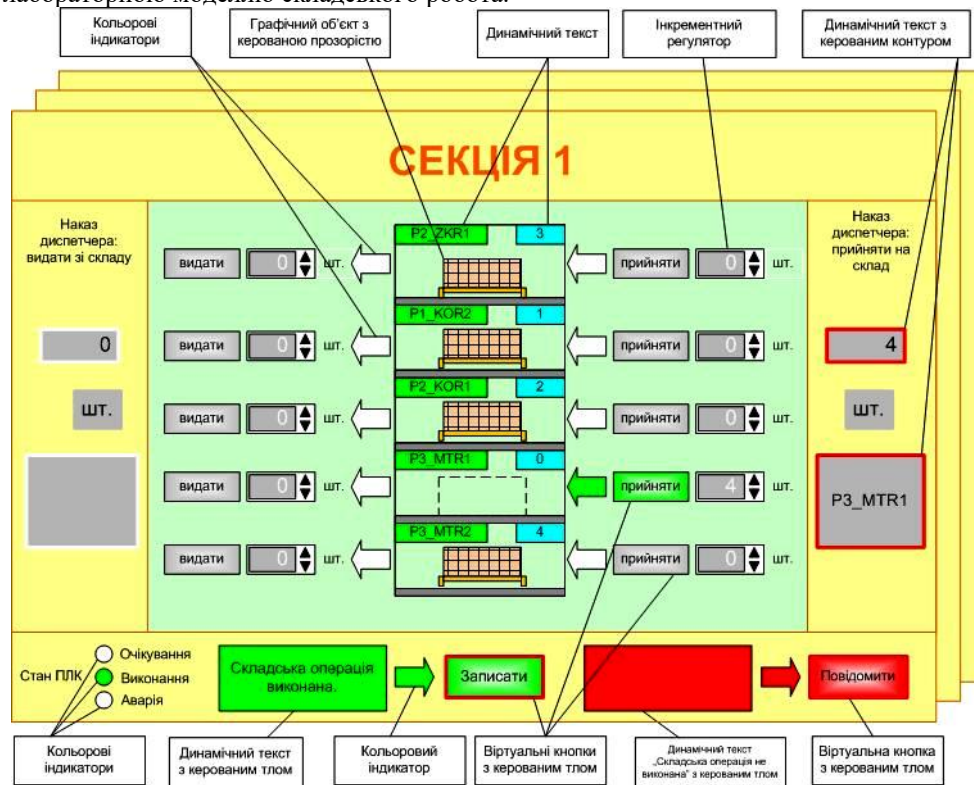 лабораторною моделлю складського робота.
Кольорові
індикатори
Графічний об'єкт з
керованою прозорістю
Динамічний текст
Інкрементний
регулятор
Динамічний текст з
керованим контуром
СЕКЦІЯ 1
Наказ
диспетчера:
видати зі складу
0
шт.
P2_ZKR1 3
видати 0 шт. прийняти 0 шт.
P1_KOR2 1
видати 0 шт. прийняти 0 шт.
P2_KOR1 2
видати 0 шт. прийняти 0 шт.
P3_MTR1 0
видати 0 шт. прийняти 4 шт.
P3_MTR2 4
видати 0 шт. прийняти 0 шт.
Наказ
диспетчера:
прийняти на
склад
4
шт.
P3_MTR1
Стан ПЛК
Очікування
Виконання
Аварія
Складська операція
виконана.
Записати
Повідомити
Кольорові
індикатори
Динамічний текст
з керованим тлом
Кольоровий
індикатор
Віртуальні кнопки
з керованим тлом
Динамічний текст
„Складська операція не
виконана" з керованим тлом
Віртуальна кнопка
з керованим тлом